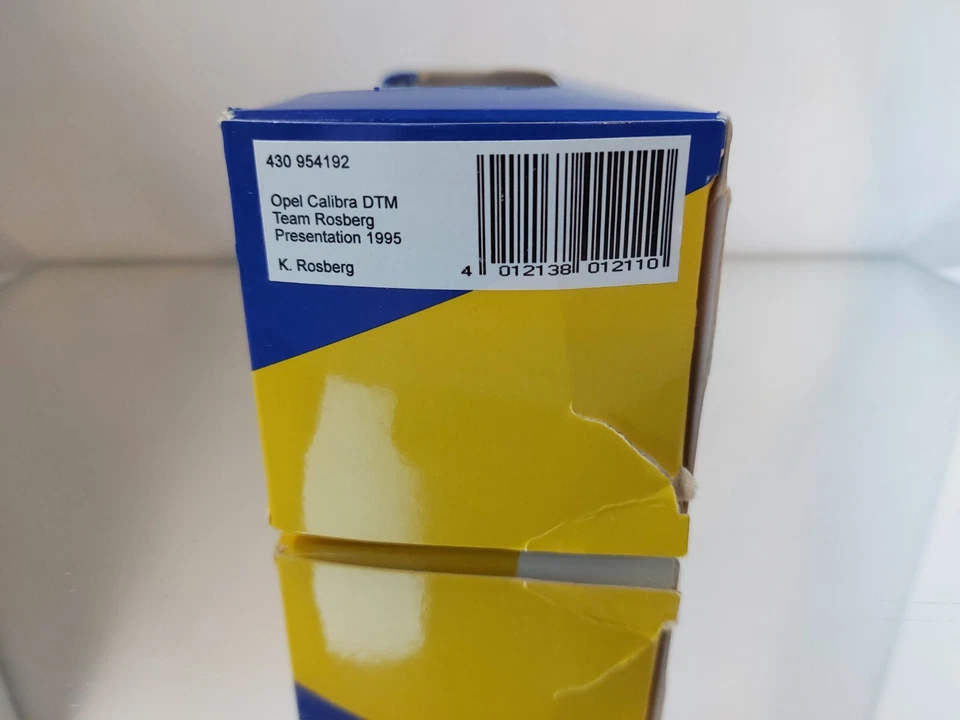 430 954192
Opel Calibra DTM
Team Rosberg
Presentation 1995
K. Rosberg
4 012138 012110